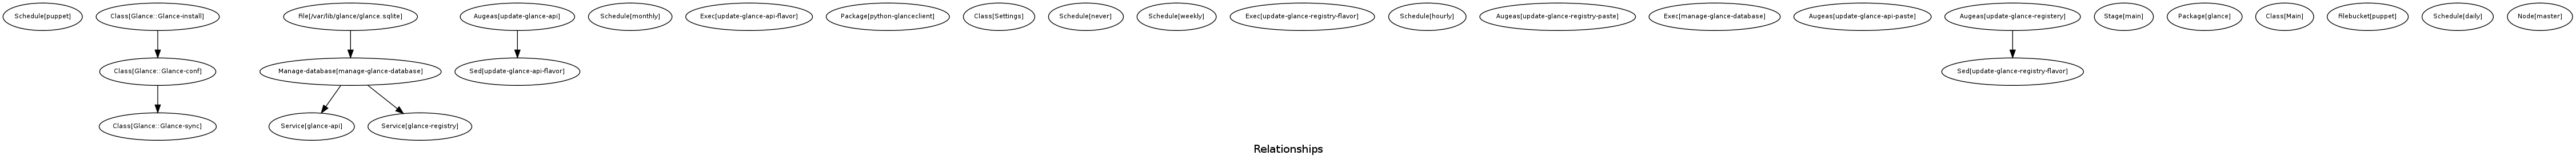 Schedule[puppet]
Class[Glance::Glance-install]
File[/var/lib/glance/glance.sqlite]
Augeas[update-glance-api]
Schedule[monthly]
Exec[update-glance-api-flavor]
Package[python-glanceclient]
Class[Settings]
Schedule[never]
Schedule[weekly]
Exec[update-glance-registry-flavor]
Schedule[hourly]
Augeas[update-glance-registry-paste]
Exec[manage-glance-database]
Augeas[update-glance-api-paste]
Augeas[update-glance-registery]
Stage[main]
Package[glance]
Class[Main]
Filebucket[puppet]
Schedule[daily]
Node[master]
Class[Glance::Glance-conf]
Manage-database[manage-glance-database]
Sed[update-glance-api-flavor]
Sed[update-glance-registry-flavor]
Class[Glance::Glance-sync]
Service[glance-api]
Service[glance-registry]
Relationships